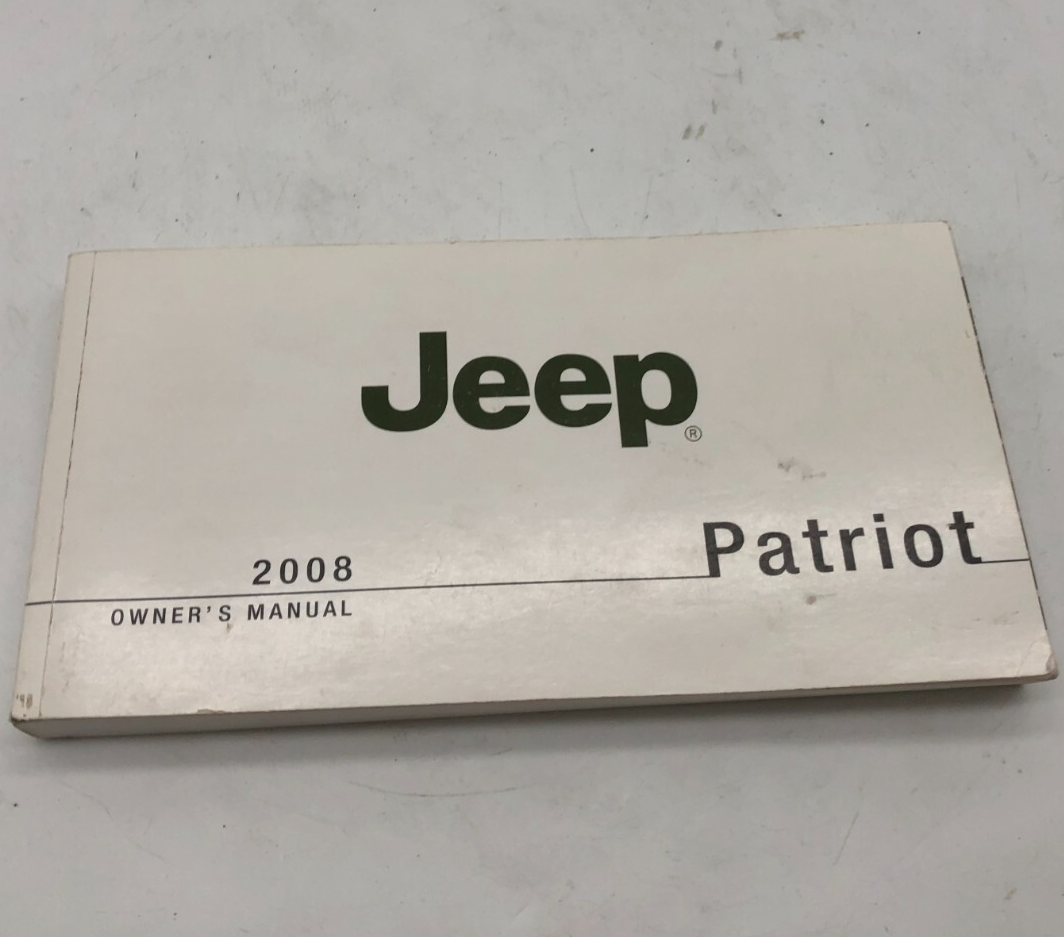 Jeep®
2008
Patriot
OWNER'S MANUAL